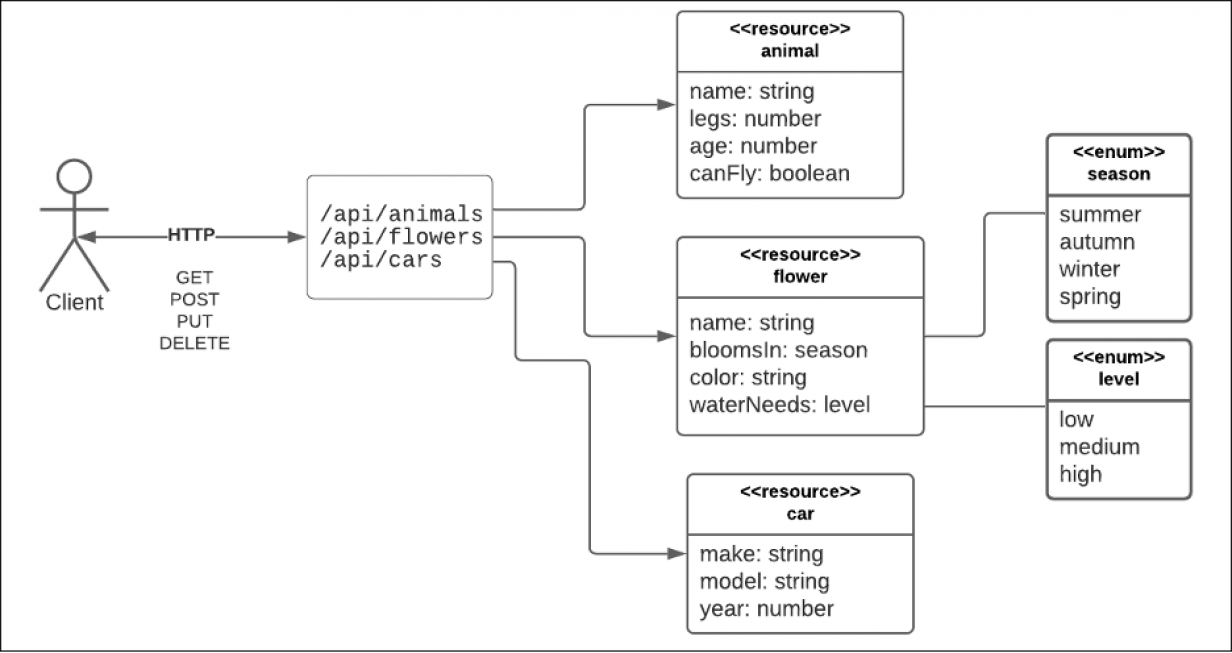 Client
HTTP
GET
POST
PUT
DELETE
/api/animals
/api/flowers
/api/cars
<<resource>>
animal
name: string
legs: number
age: number
canFly: boolean
<<resource>>
flower
name: string
bloomsIn: season
color: string
waterNeeds: level
<<resource>>
car
make: string
model: string
year: number
<<enum>>
season
summer
autumn
winter
spring
<<enum>>
level
low
medium
high